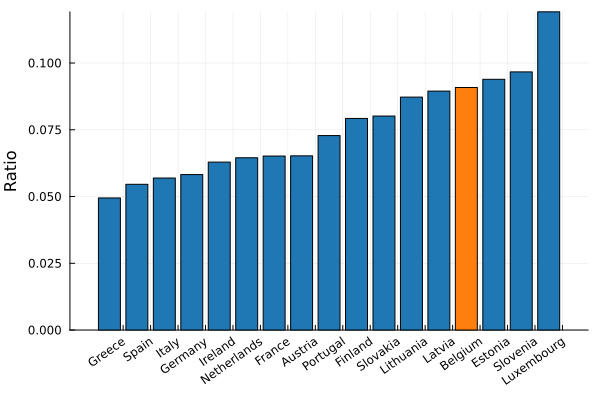 Ratio
0.100
0.075
0.050
0.025
0.000
Greece
Spain
Italy
Germany
Ireland
Netherlands
France
Austria
Portugal
Finland
Slovakia
Lithuania
Latvia
Belgium
Estonia
Slovenia
Luxembourg